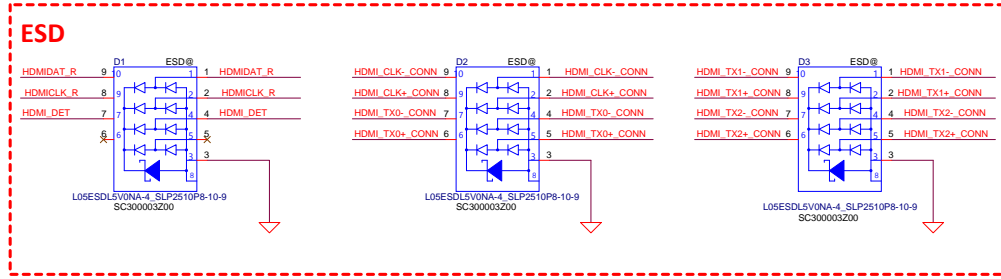 ESD
D1 ESD@
HDMIDAT_R 9 10 1 1 HDMIDAT_R
HDMICLK_R 8 9 2 2 HDMICLK_R
HDMI_DET 7 7 4 4 HDMI_DET
6 6 5 5
3 3
8
L05ESDL5V0NA-4_SLP2510P8-10-9
SC300003Z00
D2 ESD@
HDMI_CLK-_CONN 9 10 1 1 HDMI_CLK-_CONN
HDMI_CLK+_CONN 8 9 2 2 HDMI_CLK+_CONN
HDMI_TX0-_CONN 7 7 4 4 HDMI_TX0-_CONN
HDMI_TX0+_CONN 6 6 5 5 HDMI_TX0+_CONN
3 3
8
L05ESDL5V0NA-4_SLP2510P8-10-9
SC300003Z00
D3 ESD@
HDMI_TX1-_CONN 9 10 1 1 HDMI_TX1-_CONN
HDMI_TX1+_CONN 8 9 2 2 HDMI_TX1+_CONN
HDMI_TX2-_CONN 7 7 4 4 HDMI_TX2-_CONN
HDMI_TX2+_CONN 6 6 5 5 HDMI_TX2+_CONN
3 3
8
L05ESDL5V0NA-4_SLP2510P8-10-9
SC300003Z00